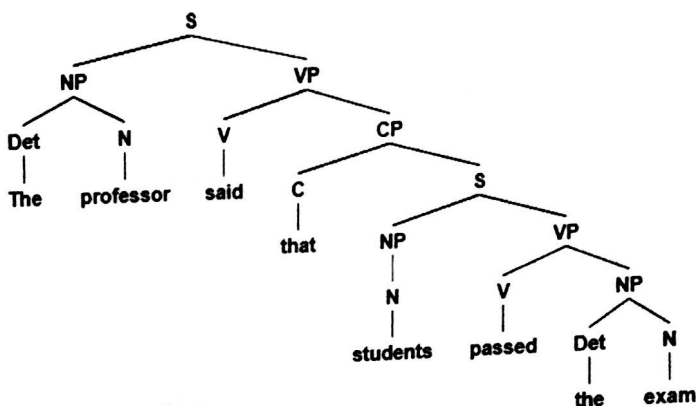 S
NP VP
Det N V CP
The professor said C S
that NP VP
N V NP
students passed Det N
the exam